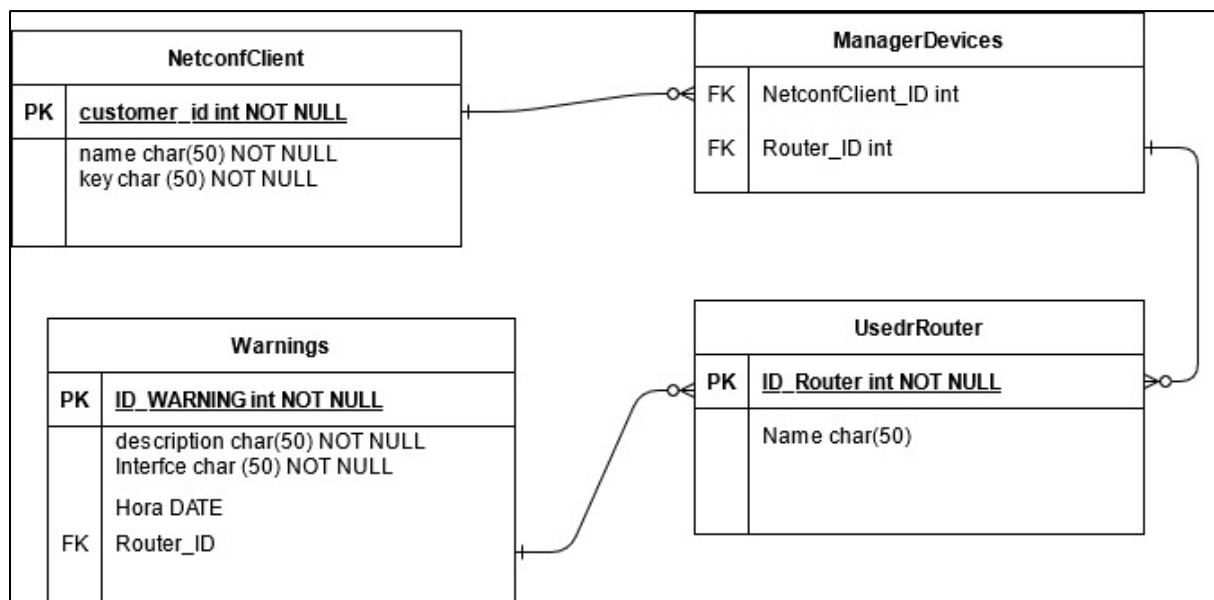 NetconfClient
PK customer_id int NOT NULL
name char(50) NOT NULL
key char (50) NOT NULL
ManagerDevices
FK NetconfClient_ID int
FK Router_ID int
Warnings
PK ID_WARNING int NOT NULL
description char(50) NOT NULL
Interfce char (50) NOT NULL
Hora DATE
FK Router_ID
UsedrRouter
PK ID_Router int NOT NULL
Name char(50)